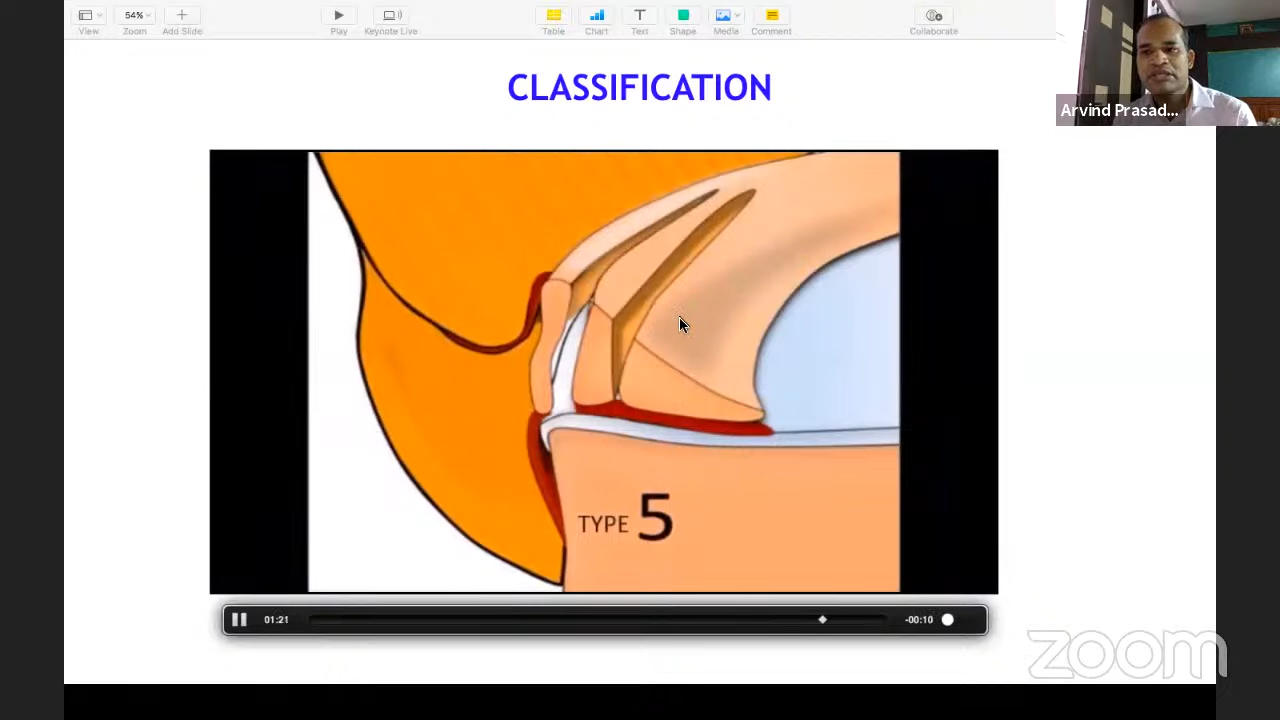 54%
View
Zoom
Add Slide
Play
Keynote Live
Table
Chart
Text
Shape
Media
Comment
Collaborate
Arvind Prasad...
CLASSIFICATION
TYPE 5
01:21
-00:10
zoom